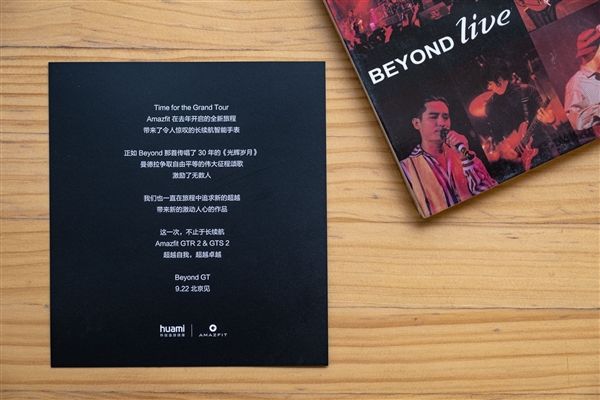 Time for the Grand Tour
Amazfit 在去年开启的全新旅程
带来了令人惊叹的长续航智能手表
正如 Beyond 那首传唱了 30 年的《光辉岁月》
曼德拉争取自由平等的伟大征程颂歌
激励了无数人
我们也一直在旅程中追求新的超越
带来新的激动人心的作品
这一次，不止于长续航
Amazfit GTR 2 & GTS 2
超越自我，超越卓越
Beyond GT
9.22 北京见
huami
AMAZFIT
BEYOND live